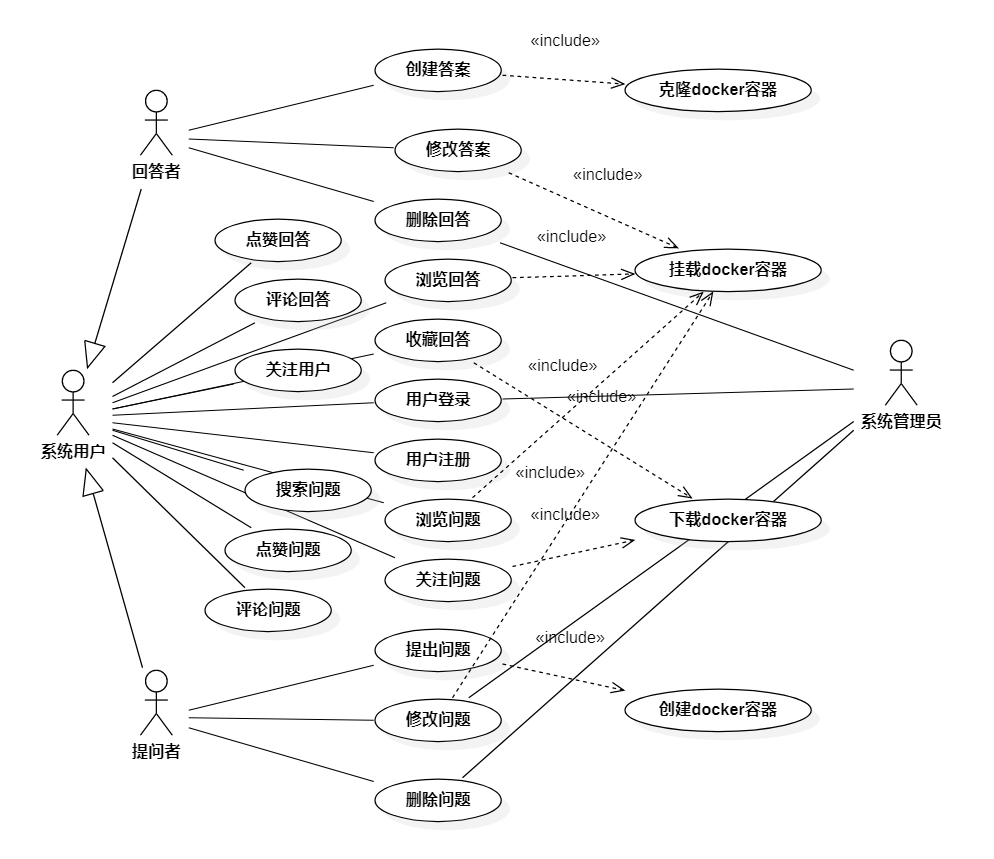 «include»
创建答案
克隆docker容器
回答者
修改答案
«include»
删除回答
点赞回答
«include»
浏览回答
挂载docker容器
评论回答
收藏回答
«include»
关注用户
用户登录
«include»
系统用户
系统管理员
用户注册
«include»
搜索问题
浏览问题
«include»
下载docker容器
点赞问题
关注问题
评论问题
«include»
提出问题
创建docker容器
修改问题
提问者
删除问题